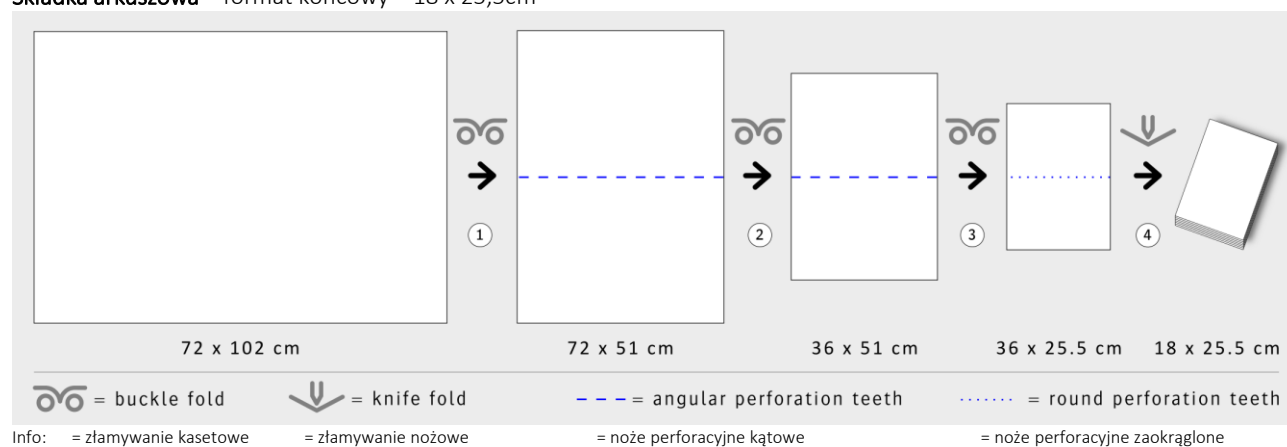 Składka arkuszowa – format końcowy – 18 x 25,5cm
1 2 3 4
72 x 102 cm 72 x 51 cm 36 x 51 cm 36 x 25.5 cm 18 x 25.5 cm
= buckle fold = knife fold = angular perforation teeth = round perforation teeth
Info: = złamywanie kasetowe = złamywanie nożowe = noże perforacyjne kątowe = noże perforacyjne zaokrąglone